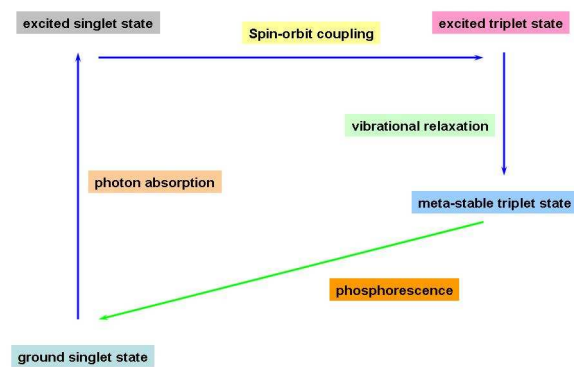 excited singlet state
excited triplet state
Spin-orbit coupling
vibrational relaxation
photon absorption
meta-stable triplet state
phosphorescence
ground singlet state